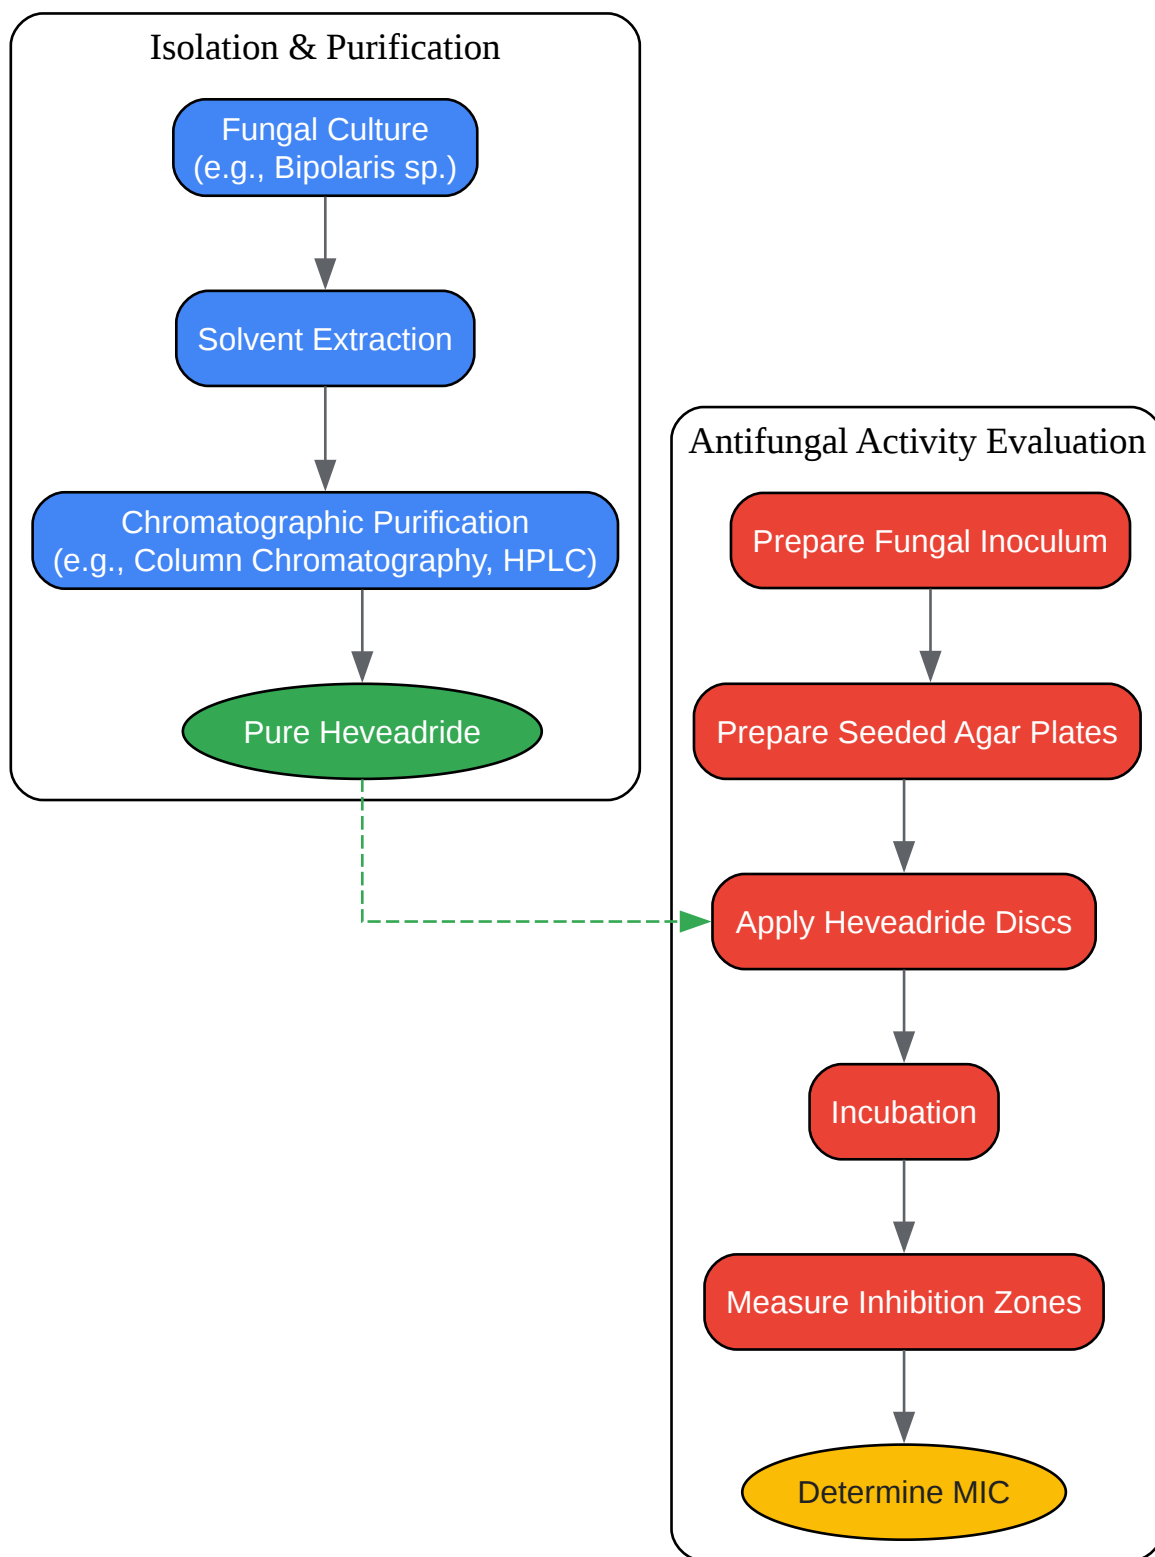 Isolation & Purification
Fungal Culture
(e.g., Bipolaris sp.)
Solvent Extraction
Chromatographic Purification
(e.g., Column Chromatography, HPLC)
Pure Heveadride
Antifungal Activity Evaluation
Prepare Fungal Inoculum
Prepare Seeded Agar Plates
Apply Heveadride Discs
Incubation
Measure Inhibition Zones
Determine MIC